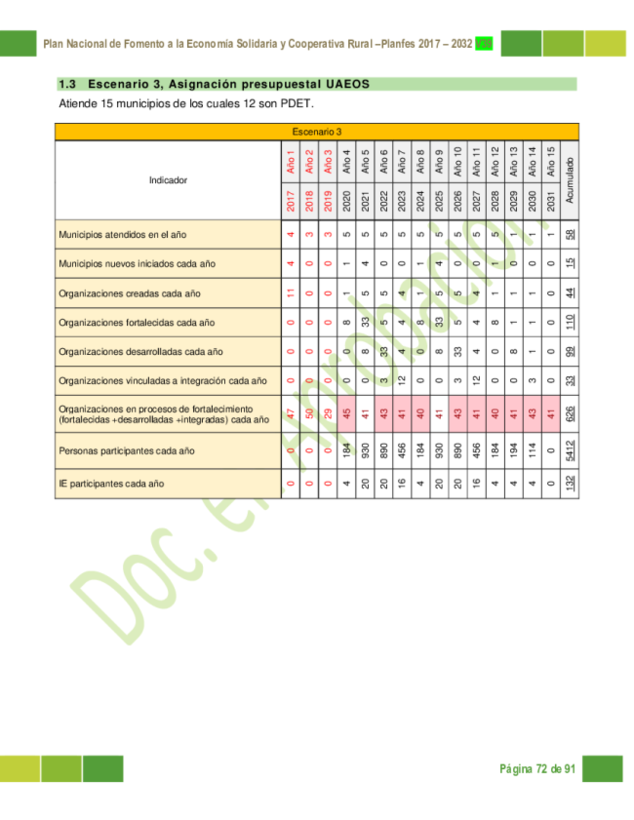 Plan Nacional de Fomento a la Economía Solidaria y Cooperativa Rural –Planfes 2017 – 2032 V39
1.3 Escenario 3, Asignación presupuestal UAEOS
Atiende 15 municipios de los cuales 12 son PDET.
Escenario 3
Indicador Año 1 Año 2 Año 3 Año 4 Año 5 Año 6 Año 7 Año 8 Año 9 Año 10 Año 11 Año 12 Año 13 Año 14 Año 15 Acumulado
2017 2018 2019 2020 2021 2022 2023 2024 2025 2026 2027 2028 2029 2030 2031
Municipios atendidos en el año 4 3 3 5 5 5 5 5 5 5 5 5 1 1 1 58
Municipios nuevos iniciados cada año 4 0 0 1 4 0 0 1 4 0 0 1 0 0 0 15
Organizaciones creadas cada año 11 0 0 1 5 5 4 1 5 5 4 1 1 1 0 44
Organizaciones fortalecidas cada año 0 0 0 8 33 5 4 8 33 5 4 8 1 1 0 110
Organizaciones desarrolladas cada año 0 0 0 0 8 33 4 0 8 33 4 0 8 1 0 99
Organizaciones vinculadas a integración cada año 0 0 0 0 0 3 12 0 0 3 12 0 0 3 0 33
Organizaciones en procesos de fortalecimiento
(fortalecidas +desarrolladas +integradas) cada año 47 50 29 45 41 43 41 40 41 43 41 40 41 43 41 626
Personas participantes cada año 0 0 0 184 930 890 456 184 930 890 456 184 194 114 0 5412
IE participantes cada año 0 0 0 4 20 20 16 4 20 20 16 4 4 4 0 132
Doc. en Aprobacion
Página 72 de 91